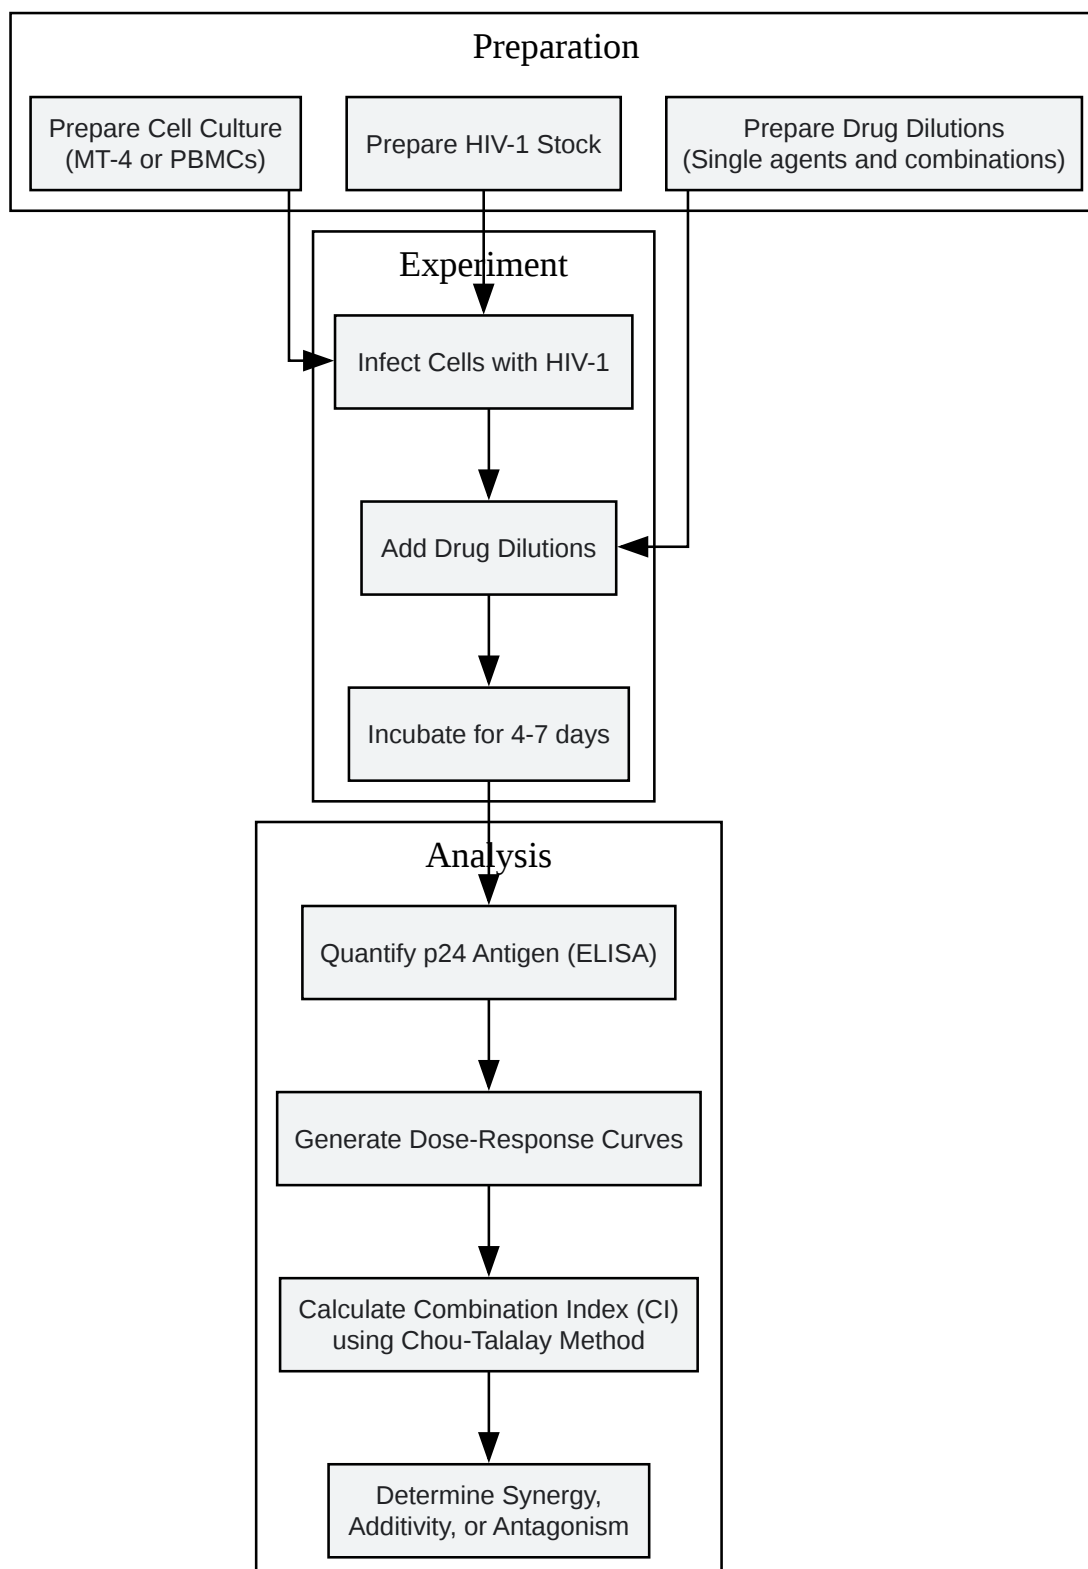 Preparation
Prepare Cell Culture
(MT-4 or PBMCs)
Prepare HIV-1 Stock
Prepare Drug Dilutions
(Single agents and combinations)
Experiment
Infect Cells with HIV-1
Add Drug Dilutions
Incubate for 4-7 days
Analysis
Quantify p24 Antigen (ELISA)
Generate Dose-Response Curves
Calculate Combination Index (CI)
using Chou-Talalay Method
Determine Synergy,
Additivity, or Antagonism